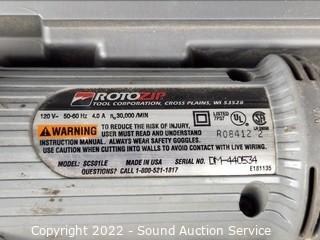 ROTOZIP
TOOL CORPORATION, CROSS PLAINS, WI 53528
120 V~ 50-60 Hz 4.0 A n₀ 30,000 /MIN
LISTED
WARNING TO REDUCE THE RISK OF INJURY,
USER MUST READ AND UNDERSTAND R08412 2
INSTRUCTION MANUAL. ALWAYS WEAR SAFETY GOGGLES.
USE CAUTION WHEN CUTTING INTO WALLS TO AVOID CONTACT WITH LIVE WIRING.
MODEL: SCS01LE MADE IN USA SERIAL NO. DM-440534
QUESTIONS? CALL 1-800-521-1817 E181135
Copyright 2022 - Sound Auction Service